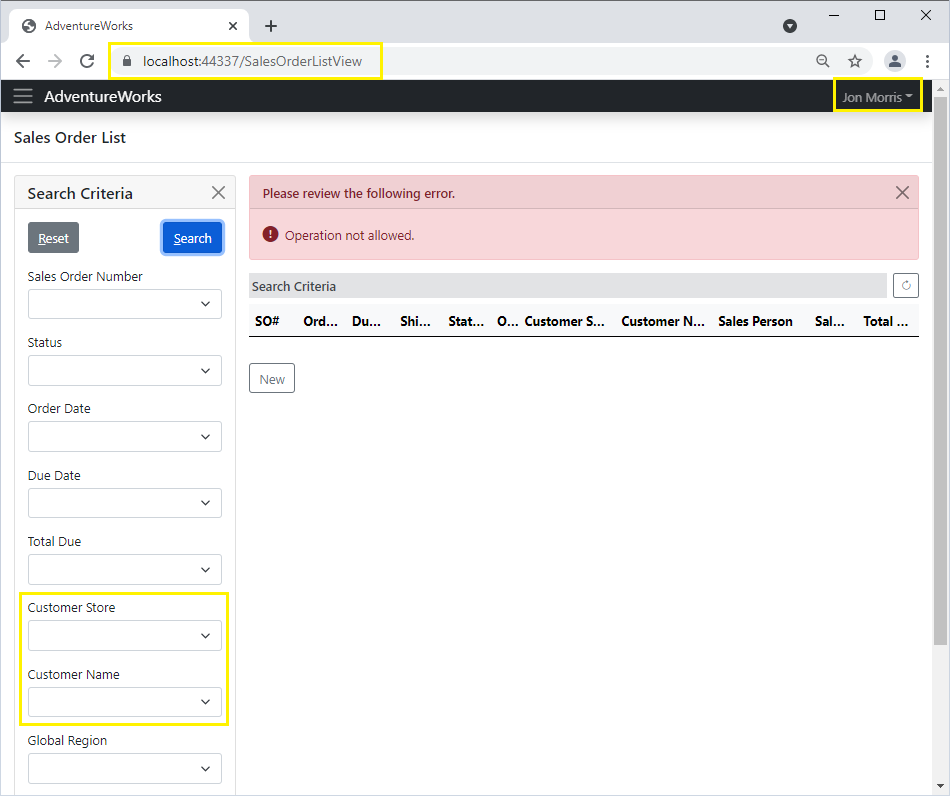 AdventureWorks
localhost:44337/SalesOrderListView
AdventureWorks
Jon Morris
Sales Order List
Search Criteria
Reset
Search
Sales Order Number
Status
Order Date
Due Date
Total Due
Customer Store
Customer Name
Global Region
Please review the following error.
Operation not allowed.
Search Criteria
SO# Ord... Du... Shi... Stat... O... Customer S... Customer N... Sales Person Sal... Total ...
New